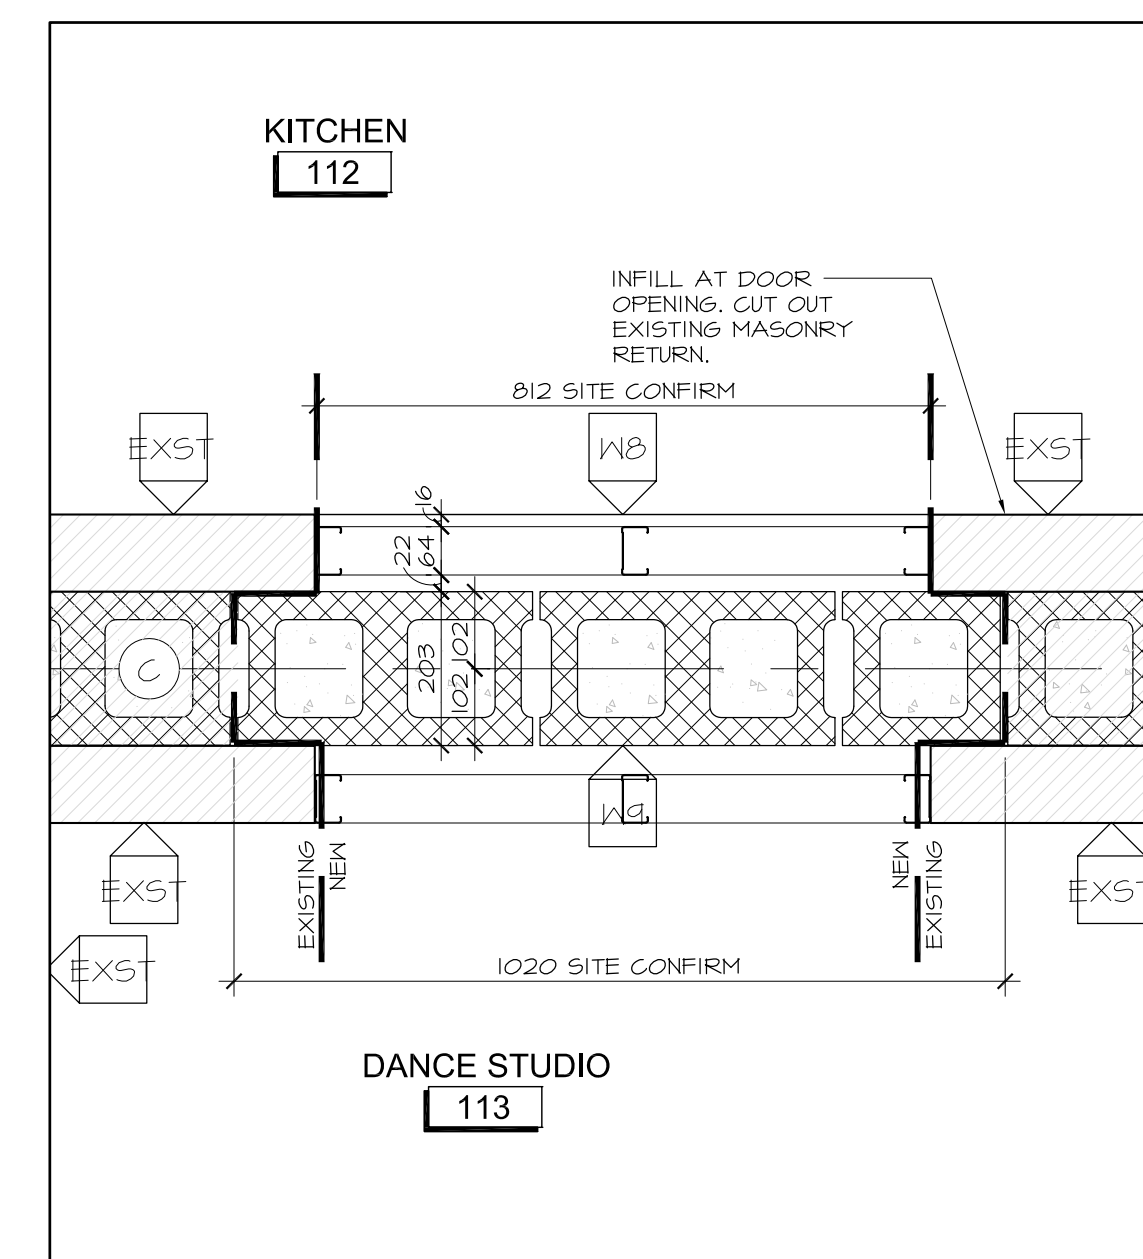 KITCHEN
112
INFILL AT DOOR
OPENING. CUT OUT
EXISTING MASONRY
RETURN.
812 SITE CONFIRM
EXST
W8
EXST
16
64
22
203
102
102
C
W9
EXISTING
NEW
NEW
EXISTING
EXST
EXST
EXST
1020 SITE CONFIRM
DANCE STUDIO
113